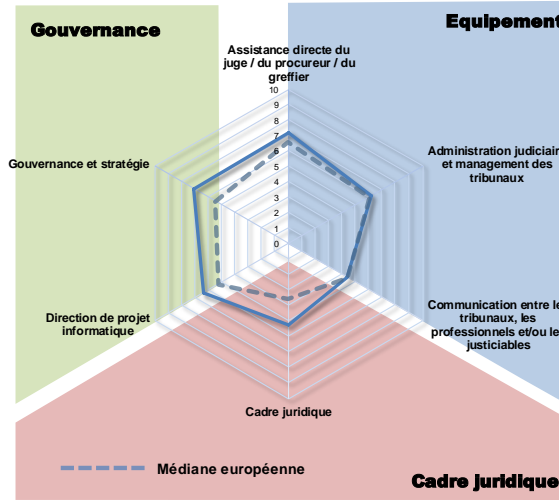 Gouvernance
Equipement
Assistance directe du
juge / du procureur / du
greffier
10
9
8
7
6
5
4
3
2
1
0
Gouvernance et stratégie
Administration judiciair
et management des
tribunaux
Direction de projet
informatique
Communication entre le
tribunaux, les
professionnels et/ou le
justiciables
Cadre juridique
Médiane européenne
Cadre juridique